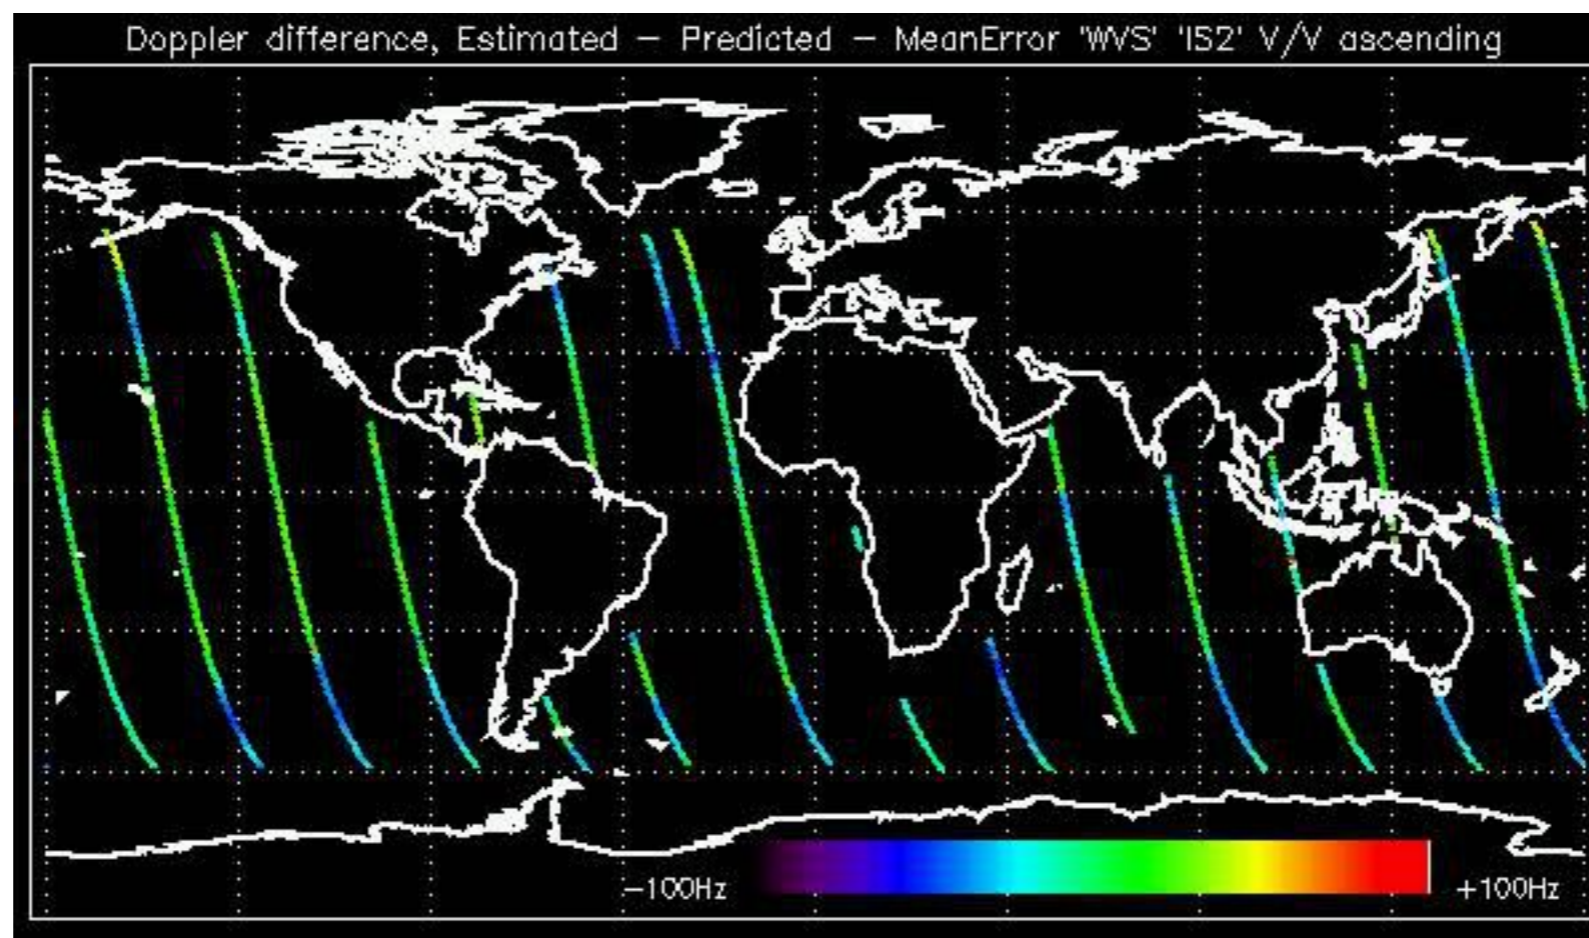 Doppler difference, Estimated - Predicted - MeanError 'WVS' 'IS2' V/V ascending
-100Hz +100Hz